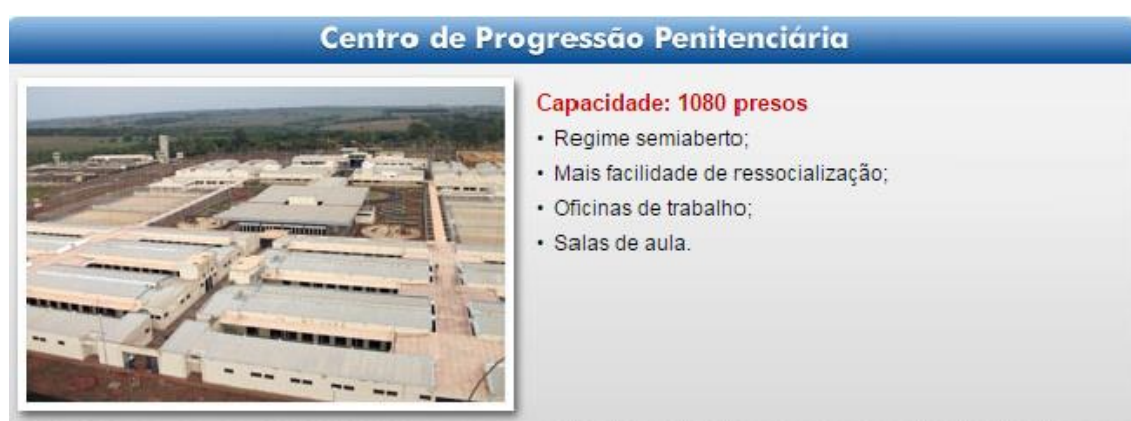 Centro de Progressão Penitenciária
Capacidade: 1080 presos
• Regime semiaberto;
• Mais facilidade de ressocialização;
• Oficinas de trabalho;
• Salas de aula.